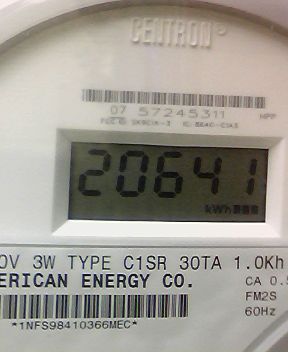 CENTRON®
07 57245311
20641
kWh
0V 3W TYPE C1SR 30TA 1.0Kh
ERICAN ENERGY CO.
CA 0.5
FM2S
60Hz
*1NFS98410366MEC*